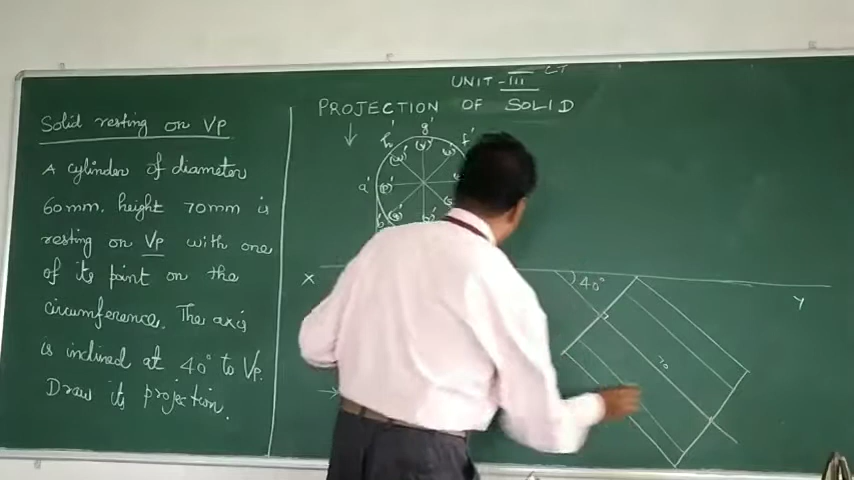 UNIT - III LT
PROJECTION OF SOLID
Solid resting on VP
A cylinder of diameter
60mm, height 70mm is
resting on VP with one
of its point on the
circumference. The axis
is inclined at 40° to VP.
Draw its projection.
h' g' f'
a'
b'
X
40°
Y
70